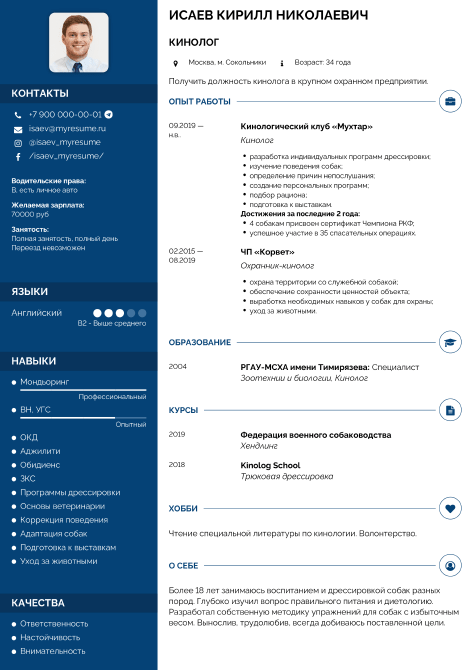 ИСАЕВ КИРИЛЛ НИКОЛАЕВИЧ
КИНОЛОГ
Москва, м. Сокольники
Возраст: 34 года
Получить должность кинолога в крупном охранном предприятии.
КОНТАКТЫ
+7 900 000-00-01
isaev@myresume.ru
@isaev_myresume
/isaev_myresume/
Водительские права:
B, есть личное авто
Желаемая зарплата:
70000 руб
Занятость:
Полная занятость, полный день
Переезд невозможен
ЯЗЫКИ
Английский
B2 - Выше среднего
НАВЫКИ
Мондьоринг
Профессиональный
ВН, УГС
Опытный
ОКД
Аджилити
Обидиенс
ЗКС
Программы дрессировки
Основы ветеринарии
Коррекция поведения
Адаптация собак
Подготовка к выставкам
Уход за животными
КАЧЕСТВА
Ответственность
Настойчивость
Внимательность
ОПЫТ РАБОТЫ
09.2019 —
н.в.
Кинологический клуб «Мухтар»
Кинолог
разработка индивидуальных программ дрессировки;
изучение поведения собак;
определение причин непослушания;
создание персональных программ;
подбор рациона;
подготовка к выставкам.
Достижения за последние 2 года:
4 собакам присвоен сертификат Чемпиона РКФ;
успешное участие в 35 спасательных операциях.
02.2015 —
08.2019
ЧП «Корвет»
Охранник-кинолог
охрана территории со служебной собакой;
обеспечение сохранности ценностей объекта;
выработка необходимых навыков у собак для охраны;
уход за животными.
ОБРАЗОВАНИЕ
2004
РГАУ-МСХА имени Тимирязева: Специалист
Зоотехнии и биологии, Кинолог
КУРСЫ
2019
Федерация военного собаководства
Хендлинг
2018
Kinolog School
Трюковая дрессировка
ХОББИ
Чтение специальной литературы по кинологии. Волонтерство.
О СЕБЕ
Более 18 лет занимаюсь воспитанием и дрессировкой собак разных
пород. Глубоко изучил вопрос правильного питания и диетологию.
Разработал собственную методику упражнений для собак с избыточным
весом. Вынослив, трудолюбив, всегда добиваюсь поставленной цели.